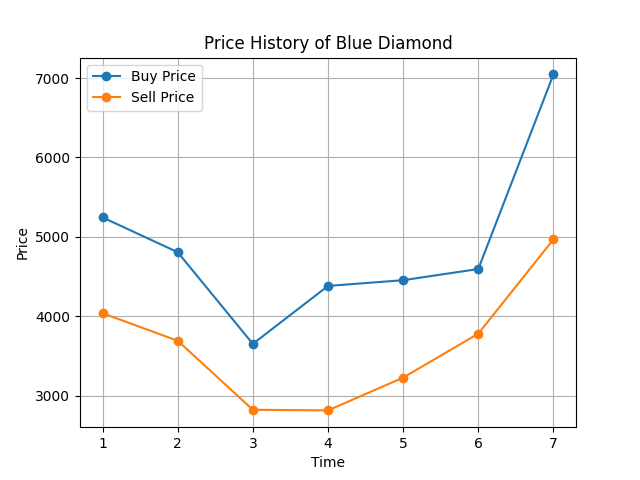 Price History of Blue Diamond
Buy Price
Sell Price
Price
7000
6000
5000
4000
3000
1 2 3 4 5 6 7
Time